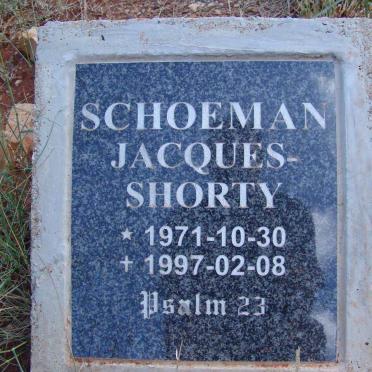 SCHOEMAN
JACQUES-
SHORTY
* 1971-10-30
+ 1997-02-08
Psalm 23